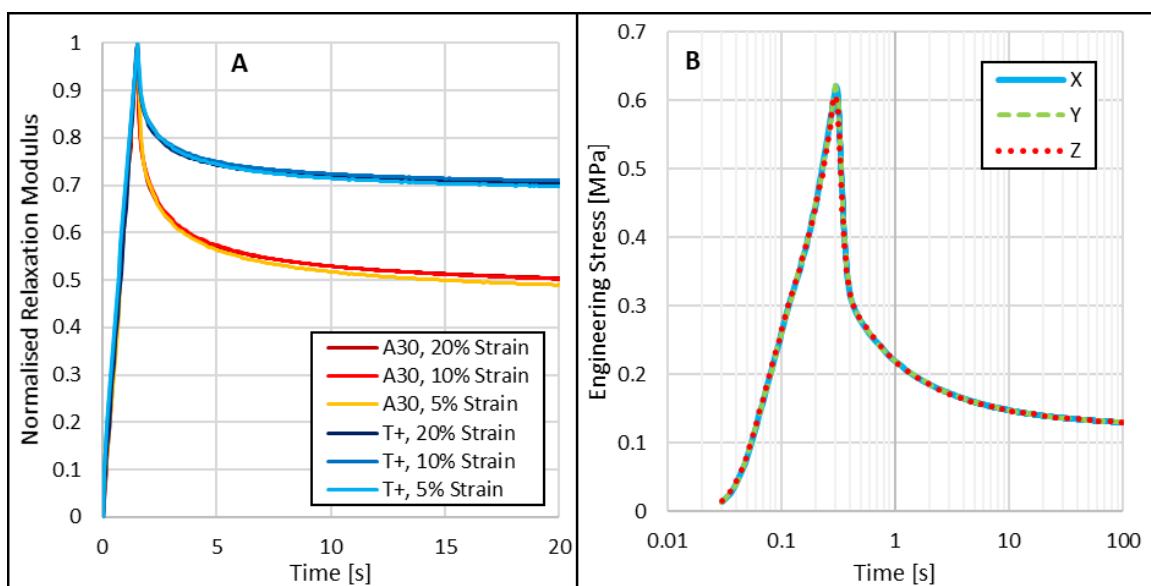 A
Normalised Relaxation Modulus
1
0.9
0.8
0.7
0.6
0.5
0.4
0.3
0.2
0.1
0
A30, 20% Strain
A30, 10% Strain
A30, 5% Strain
T+, 20% Strain
T+, 10% Strain
T+, 5% Strain
0 5 10 15 20
Time [s]
B
Engineering Stress [MPa]
0.7
0.6
0.5
0.4
0.3
0.2
0.1
0
X
Y
Z
0.01 0.1 1 10 100
Time [s]